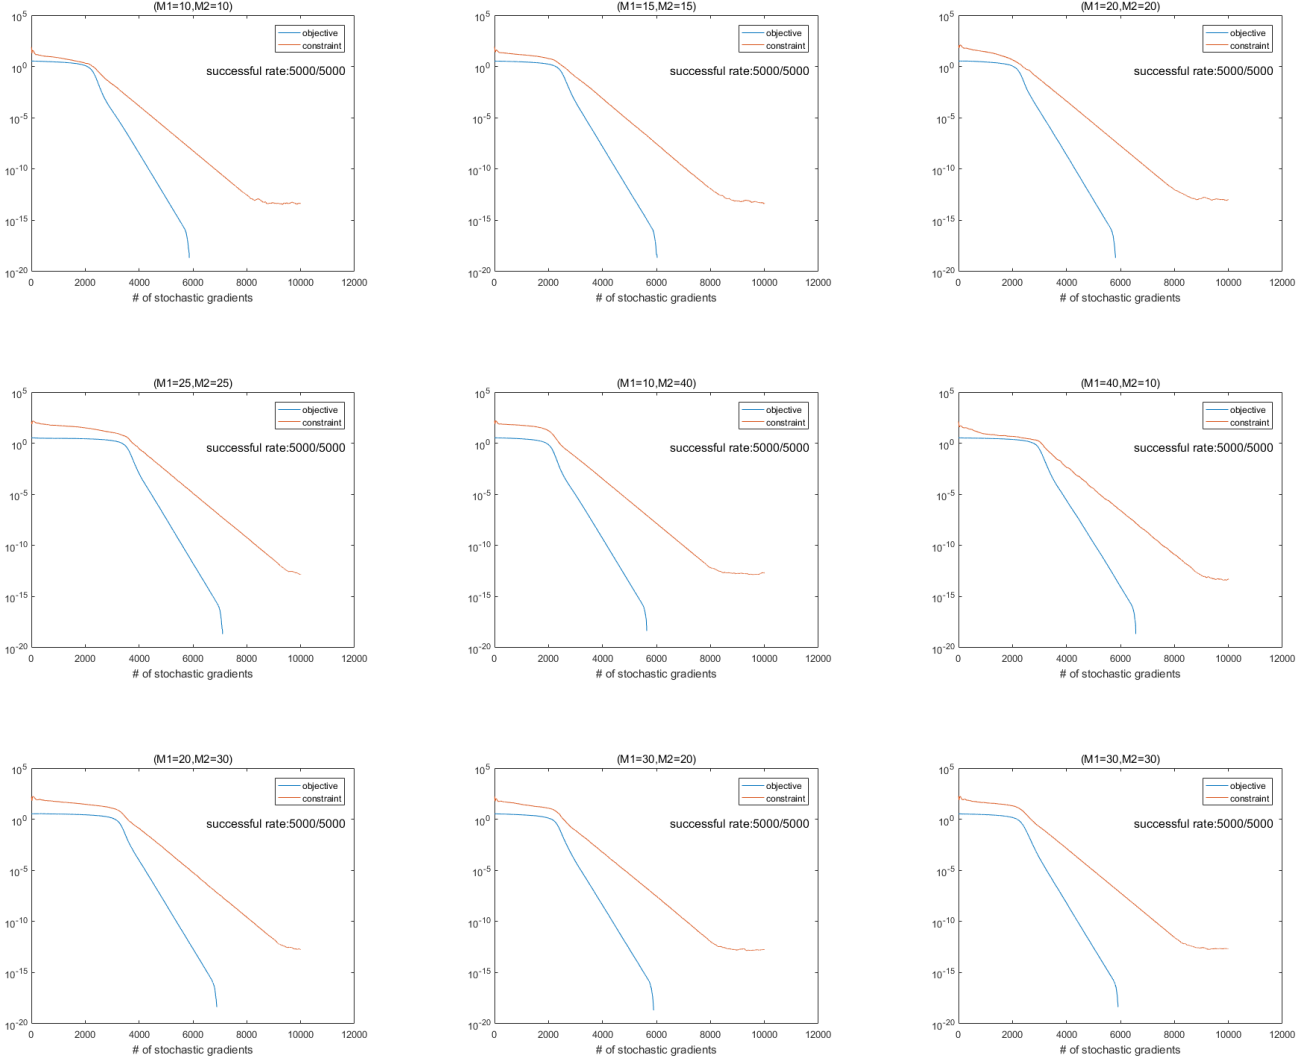 (M1=10,M2=10)
10^5
10^0
10^-5
10^-10
10^-15
10^-20
objective
constraint
successful rate:5000/5000
0 2000 4000 6000 8000 10000 12000
# of stochastic gradients
(M1=15,M2=15)
10^5
10^0
10^-5
10^-10
10^-15
10^-20
objective
constraint
successful rate:5000/5000
0 2000 4000 6000 8000 10000 12000
# of stochastic gradients
(M1=20,M2=20)
10^5
10^0
10^-5
10^-10
10^-15
10^-20
objective
constraint
successful rate:5000/5000
0 2000 4000 6000 8000 10000 12000
# of stochastic gradients
(M1=25,M2=25)
10^5
10^0
10^-5
10^-10
10^-15
10^-20
objective
constraint
successful rate:5000/5000
0 2000 4000 6000 8000 10000 12000
# of stochastic gradients
(M1=10,M2=40)
10^5
10^0
10^-5
10^-10
10^-15
10^-20
objective
constraint
successful rate:5000/5000
0 2000 4000 6000 8000 10000 12000
# of stochastic gradients
(M1=40,M2=10)
10^5
10^0
10^-5
10^-10
10^-15
10^-20
objective
constraint
successful rate:5000/5000
0 2000 4000 6000 8000 10000 12000
# of stochastic gradients
(M1=20,M2=30)
10^5
10^0
10^-5
10^-10
10^-15
10^-20
objective
constraint
successful rate:5000/5000
0 2000 4000 6000 8000 10000 12000
# of stochastic gradients
(M1=30,M2=20)
10^5
10^0
10^-5
10^-10
10^-15
10^-20
objective
constraint
successful rate:5000/5000
0 2000 4000 6000 8000 10000 12000
# of stochastic gradients
(M1=30,M2=30)
10^5
10^0
10^-5
10^-10
10^-15
10^-20
objective
constraint
successful rate:5000/5000
0 2000 4000 6000 8000 10000 12000
# of stochastic gradients